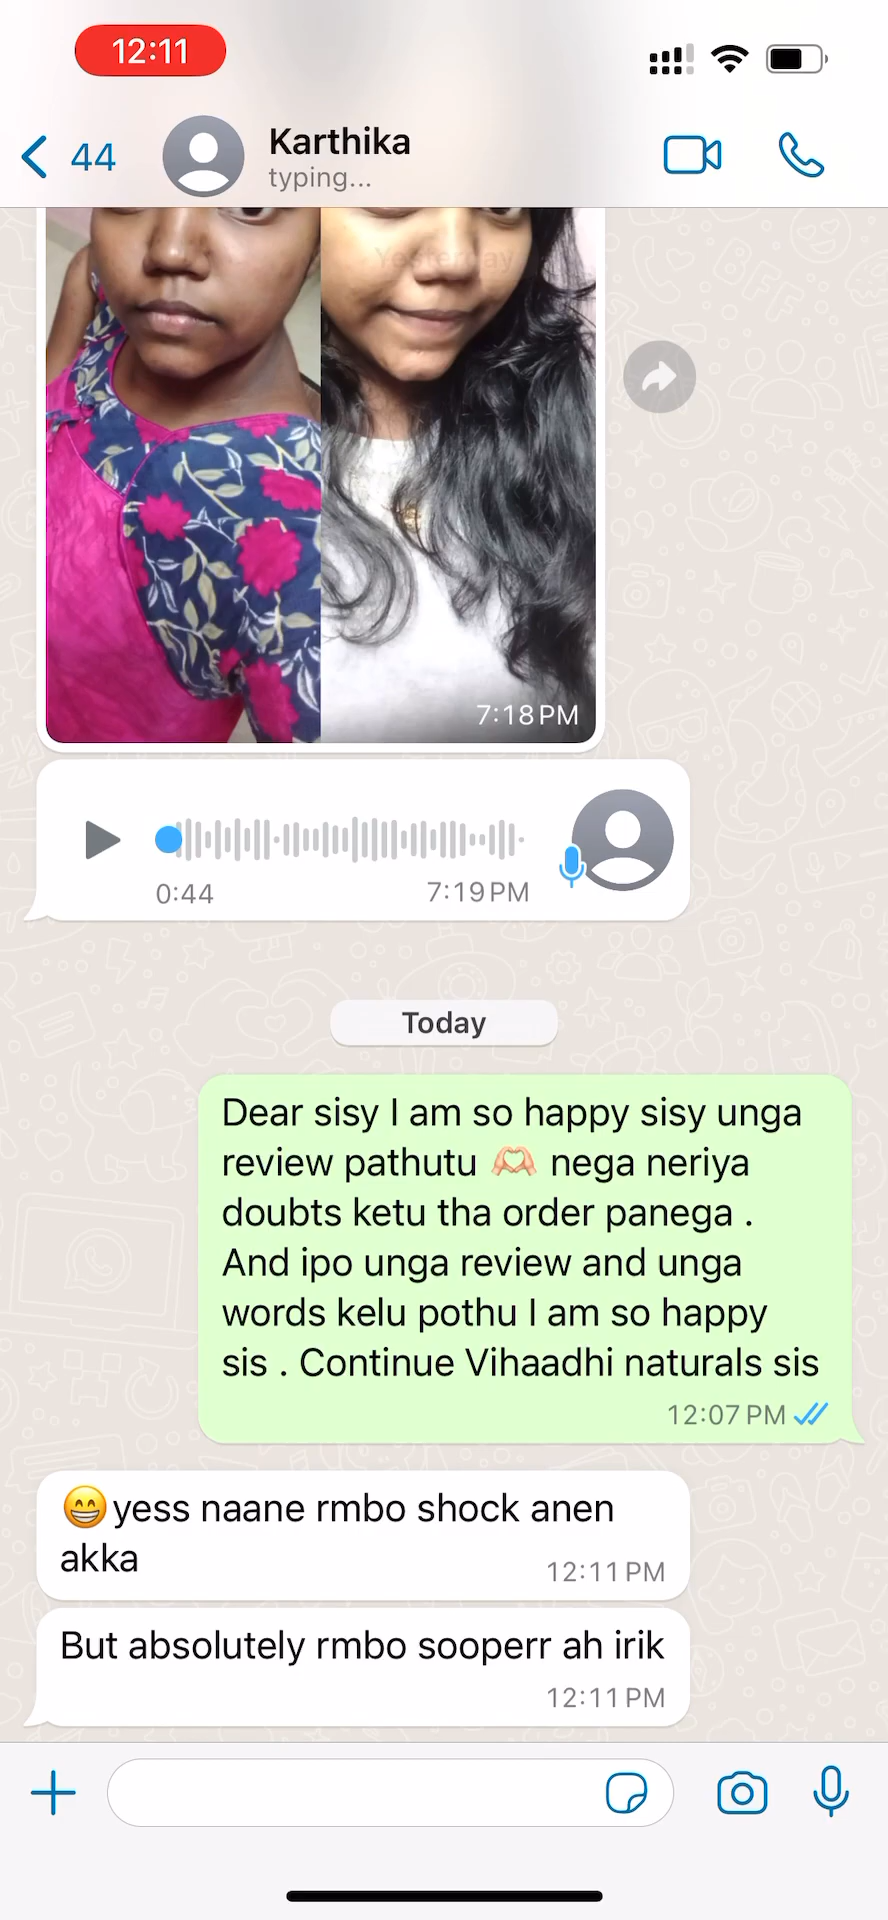 12:11
44
Karthika
typing...
Yesterday
7:18 PM
0:44
7:19 PM
Today
Dear sisy I am so happy sisy unga
review pathutu 🫶🏻 nega neriya
doubts ketu tha order panega .
And ipo unga review and unga
words kelu pothu I am so happy
sis . Continue Vihaadhi naturals sis
12:07 PM
😁yess naane rmbo shock anen
akka
12:11 PM
But absolutely rmbo sooperr ah irik
12:11 PM